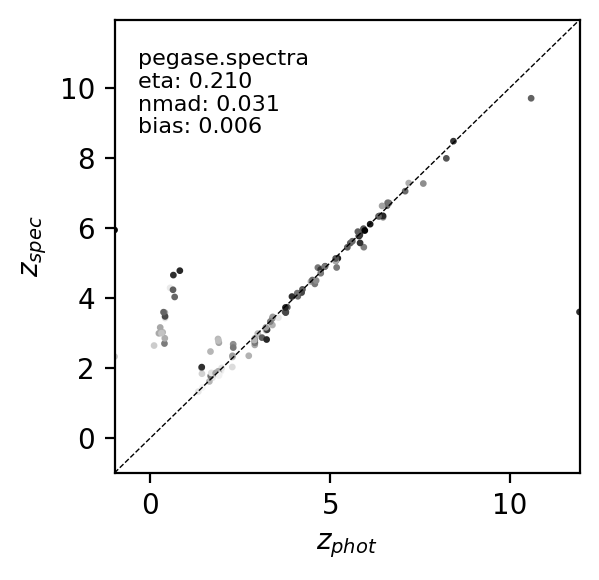 pegase.spectra
eta: 0.210
nmad: 0.031
bias: 0.006
10
8
6
4
2
0
z_spec
0 5 10
z_phot